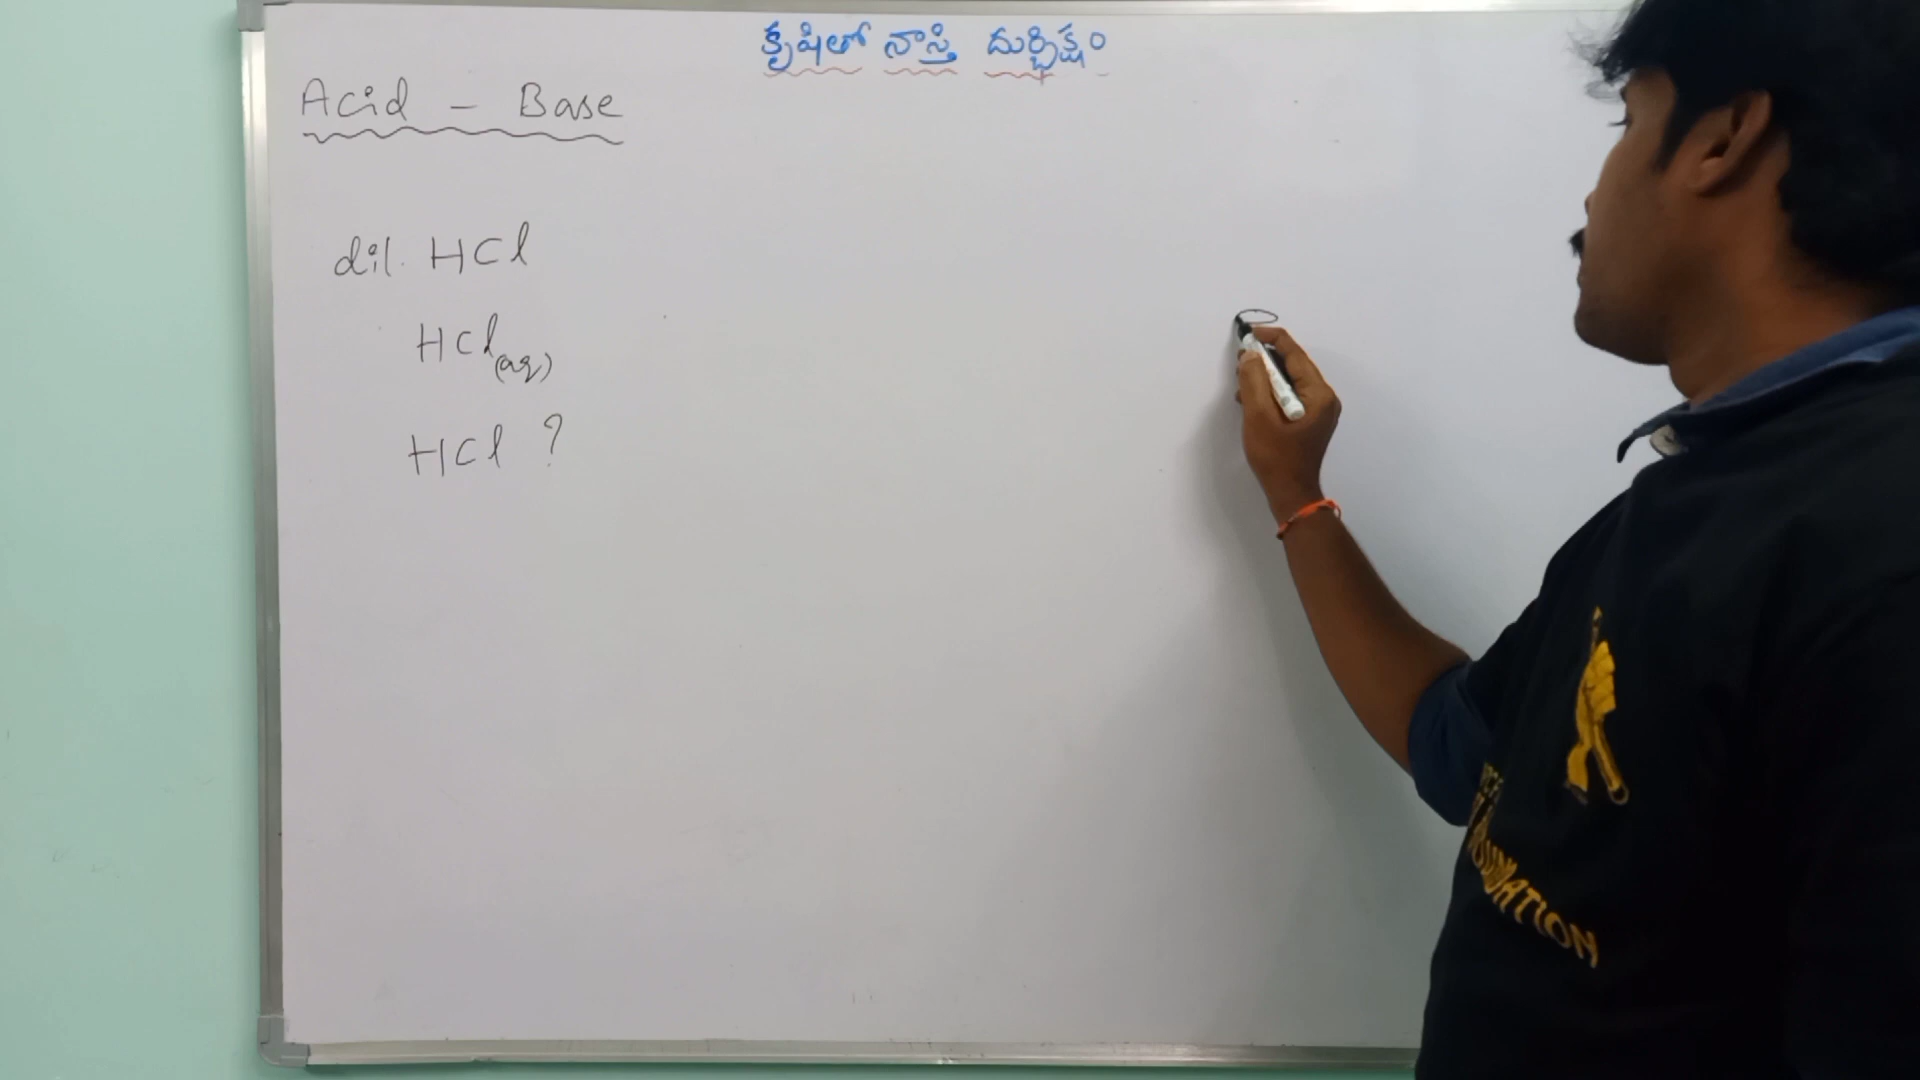 కృషితో నాస్తి దుర్భిక్షం
Acid - Base
dil. HCl
HCl(aq)
HCl ?